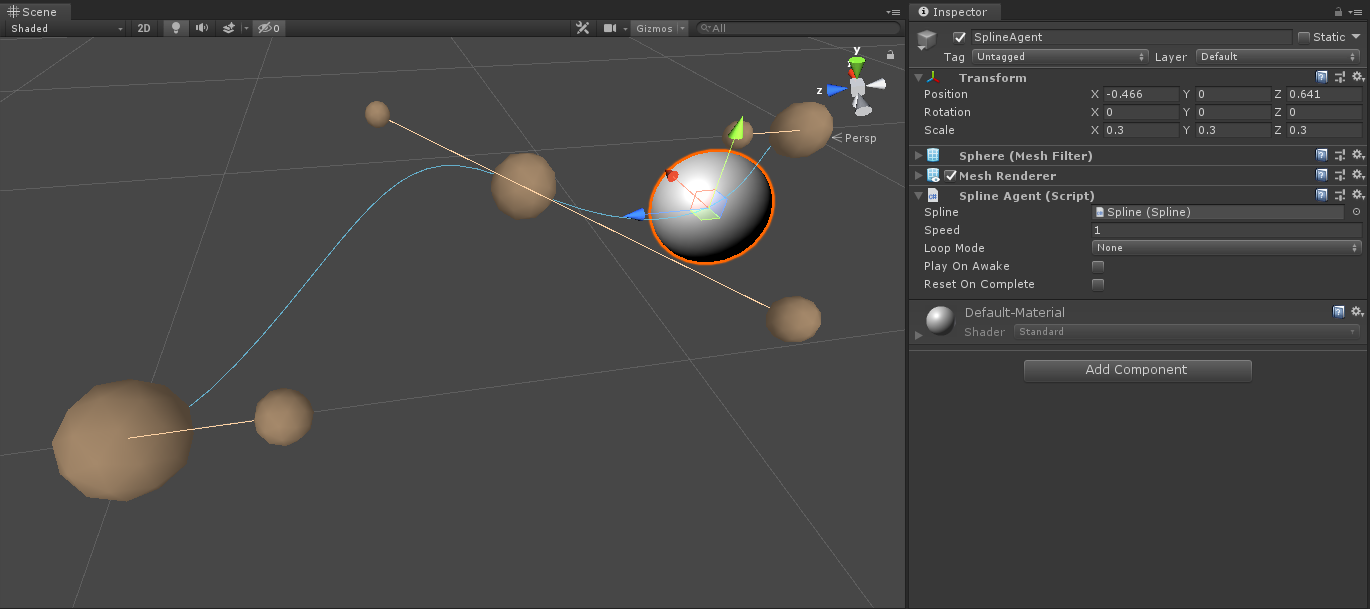 Scene
Shaded 2D 0 Gizmos All
y
z
Persp
Inspector
SplineAgent Static
Tag Untagged Layer Default
Transform
Position X -0.466 Y 0 Z 0.641
Rotation X 0 Y 0 Z 0
Scale X 0.3 Y 0.3 Z 0.3
Sphere (Mesh Filter)
Mesh Renderer
Spline Agent (Script)
Spline Spline (Spline)
Speed 1
Loop Mode None
Play On Awake
Reset On Complete
Default-Material
Shader Standard
Add Component